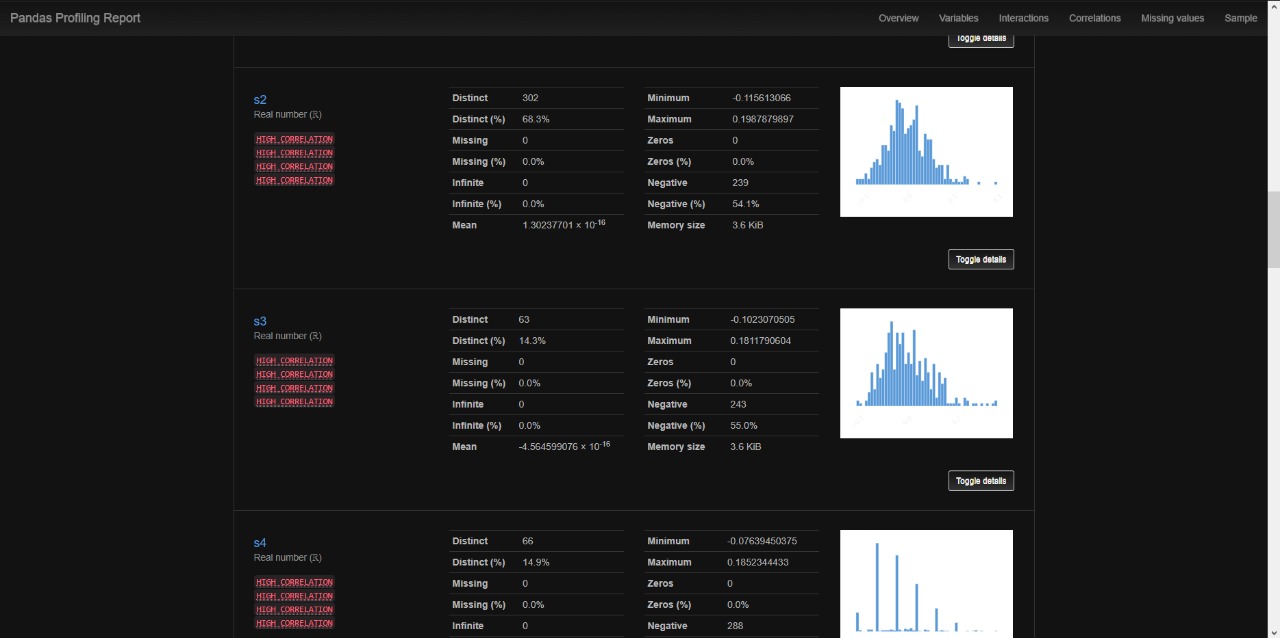 Pandas Profiling Report
Overview Variables Interactions Correlations Missing values Sample
Toggle details
s2
Real number (ℝ)
HIGH CORRELATION
HIGH CORRELATION
HIGH CORRELATION
HIGH CORRELATION
Distinct 302
Distinct (%) 68.3%
Missing 0
Missing (%) 0.0%
Infinite 0
Infinite (%) 0.0%
Mean 1.30237701 × 10⁻¹⁶
Minimum -0.115613066
Maximum 0.1987879897
Zeros 0
Zeros (%) 0.0%
Negative 239
Negative (%) 54.1%
Memory size 3.6 KiB
Toggle details
s3
Real number (ℝ)
HIGH CORRELATION
HIGH CORRELATION
HIGH CORRELATION
HIGH CORRELATION
Distinct 63
Distinct (%) 14.3%
Missing 0
Missing (%) 0.0%
Infinite 0
Infinite (%) 0.0%
Mean -4.564599076 × 10⁻¹⁶
Minimum -0.1023070505
Maximum 0.1811790604
Zeros 0
Zeros (%) 0.0%
Negative 243
Negative (%) 55.0%
Memory size 3.6 KiB
Toggle details
s4
Real number (ℝ)
HIGH CORRELATION
HIGH CORRELATION
HIGH CORRELATION
HIGH CORRELATION
Distinct 66
Distinct (%) 14.9%
Missing 0
Missing (%) 0.0%
Infinite 0
Minimum -0.07639450375
Maximum 0.1852344433
Zeros 0
Zeros (%) 0.0%
Negative 288